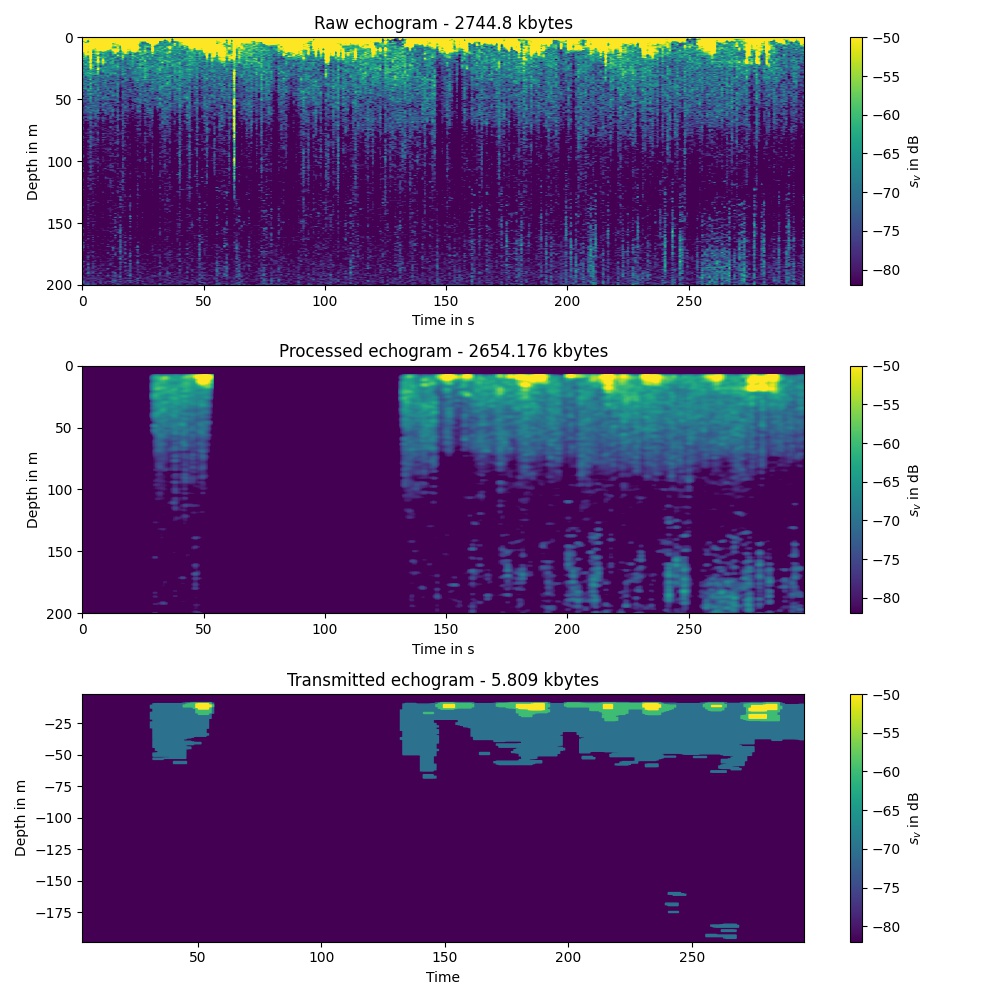 Raw echogram - 2744.8 kbytes
0
50
100
150
200
Depth in m
0 50 100 150 200 250
Time in s
−50
−55
−60
−65
−70
−75
−80
sv in dB
Processed echogram - 2654.176 kbytes
0
50
100
150
200
Depth in m
0 50 100 150 200 250
Time in s
−50
−55
−60
−65
−70
−75
−80
sv in dB
Transmitted echogram - 5.809 kbytes
−25
−50
−75
−100
−125
−150
−175
Depth in m
50 100 150 200 250
Time
−50
−55
−60
−65
−70
−75
−80
sv in dB